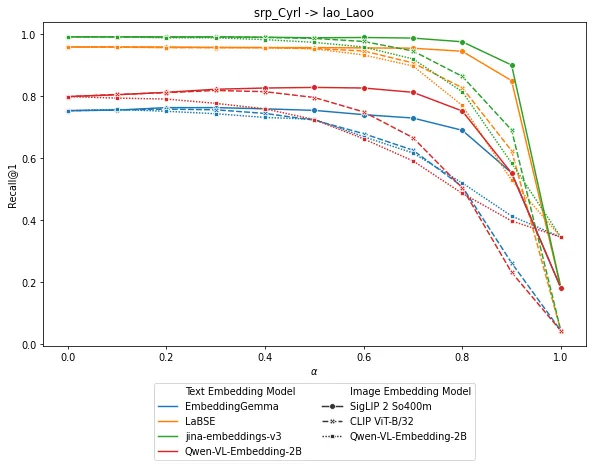 srp_Cyrl -> lao_Laoo
1.0
0.8
0.6
0.4
0.2
0.0
Recall@1
0.0 0.2 0.4 0.6 0.8 1.0
α
Text Embedding Model Image Embedding Model
EmbeddingGemma SigLIP 2 So400m
LaBSE CLIP ViT-B/32
jina-embeddings-v3 Qwen-VL-Embedding-2B
Qwen-VL-Embedding-2B